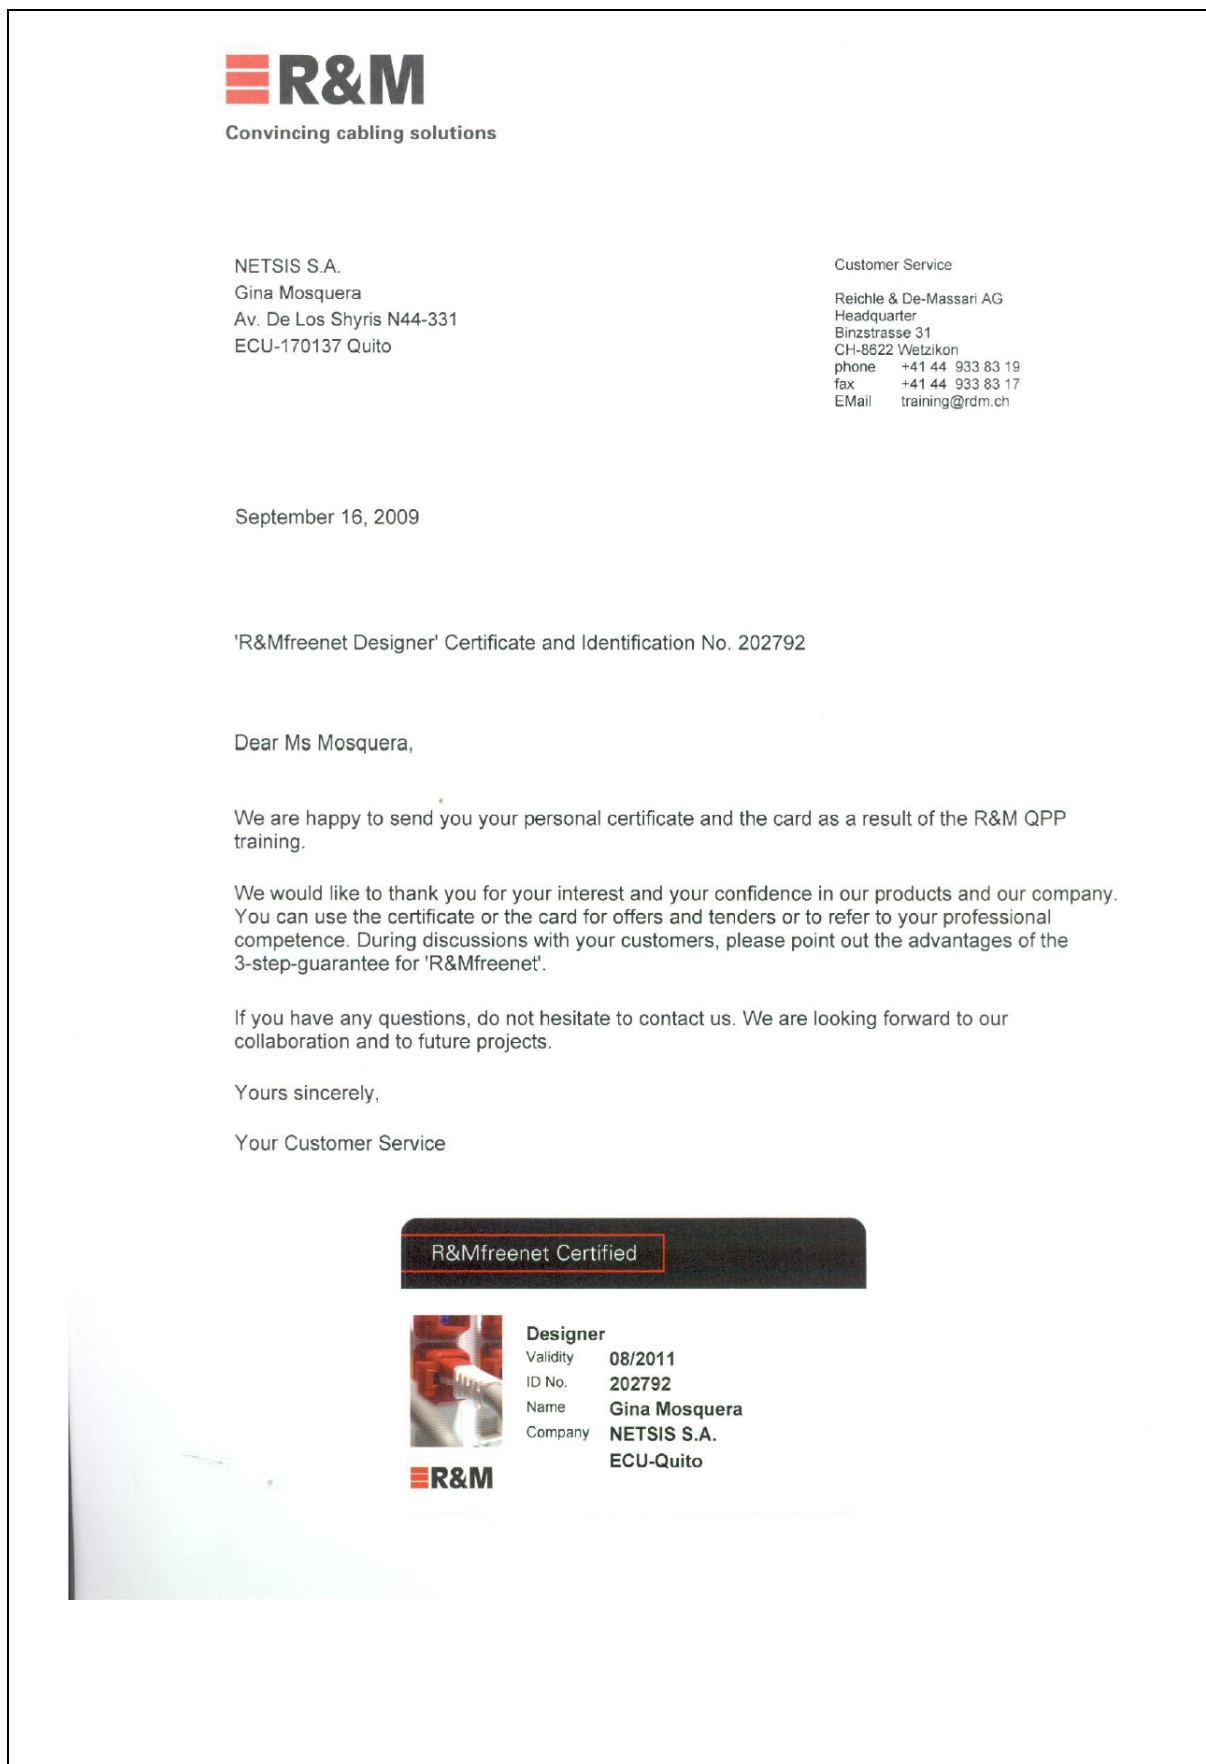 R&M
Convincing cabling solutions
NETSIS S.A.
Gina Mosquera
Av. De Los Shyris N44-331
ECU-170137 Quito
Customer Service
Reichle & De-Massari AG
Headquarter
Binzstrasse 31
CH-8622 Wetzikon
phone +41 44 933 83 19
fax +41 44 933 83 17
EMail training@rdm.ch
September 16, 2009
'R&Mfreenet Designer' Certificate and Identification No. 202792
Dear Ms Mosquera,
We are happy to send you your personal certificate and the card as a result of the R&M QPP
training.
We would like to thank you for your interest and your confidence in our products and our company.
You can use the certificate or the card for offers and tenders or to refer to your professional
competence. During discussions with your customers, please point out the advantages of the
3-step-guarantee for 'R&Mfreenet'.
If you have any questions, do not hesitate to contact us. We are looking forward to our
collaboration and to future projects.
Yours sincerely,
Your Customer Service
R&Mfreenet Certified
Designer
Validity 08/2011
ID No. 202792
Name Gina Mosquera
Company NETSIS S.A.
ECU-Quito
R&M